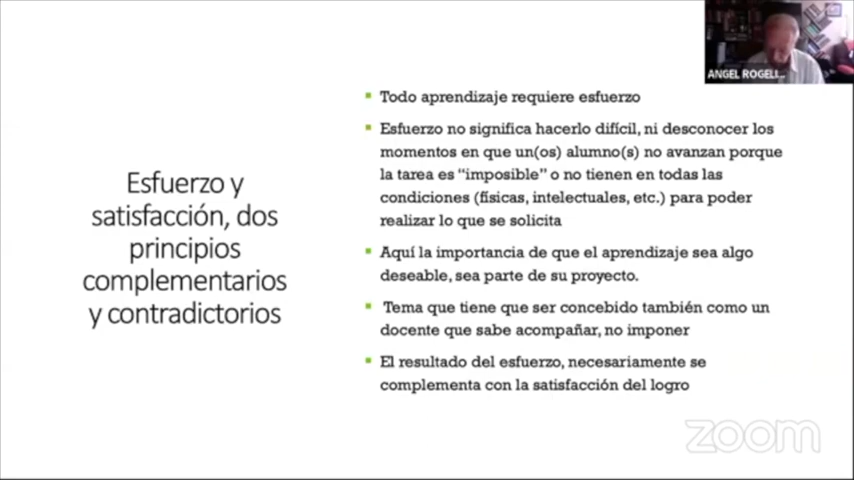 ANGEL ROGELI...
Esfuerzo y
satisfacción, dos
principios
complementarios
y contradictorios
Todo aprendizaje requiere esfuerzo
Esfuerzo no significa hacerlo difícil, ni desconocer los
momentos en que un(os) alumno(s) no avanzan porque
la tarea es “imposible” o no tienen en todas las
condiciones (físicas, intelectuales, etc.) para poder
realizar lo que se solicita
Aquí la importancia de que el aprendizaje sea algo
deseable, sea parte de su proyecto.
Tema que tiene que ser concebido también como un
docente que sabe acompañar, no imponer
El resultado del esfuerzo, necesariamente se
complementa con la satisfacción del logro
zoom